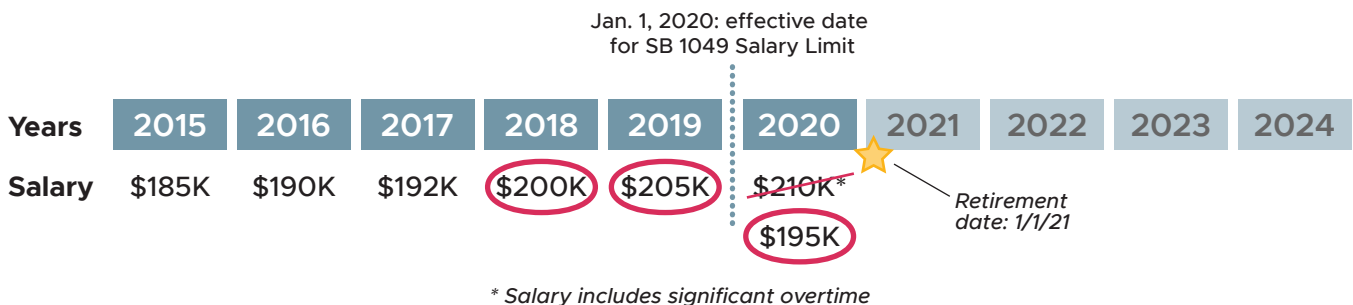 Jan. 1, 2020: effective date
for SB 1049 Salary Limit
Years 2015 2016 2017 2018 2019 2020 2021 2022 2023 2024
Salary $185K $190K $192K $200K $205K $210K*
$195K
Retirement
date: 1/1/21
* Salary includes significant overtime